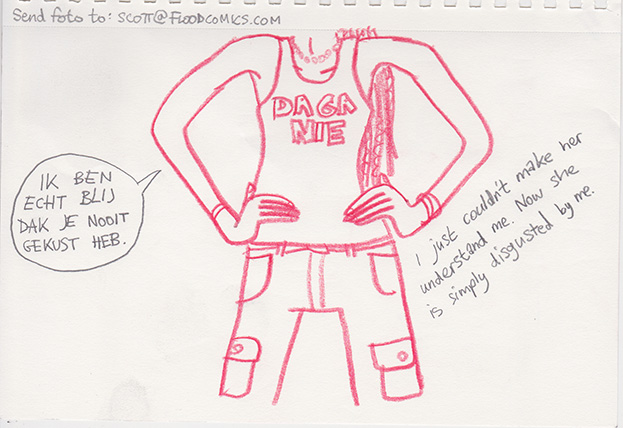 Send foto to: SCOTT@FLOODCOMICS.COM
DAGA
NIE
IK BEN
ECHT BLIJ
DAK JE NOOIT
GEKUST HEB.
I just couldn't make her
understand me. Now she
is simply disgusted by me.